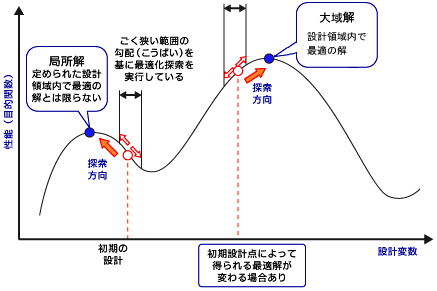 局所解
定められた設計
領域内で最適の
解とは限らない
ごく狭い範囲の
勾配(こうばい)を
基に最適化探索を
実行している
大域解
設計領域内で
最適の解
探索
方向
探索
方向
性能(目的関数)
初期の
設計
初期設計点によって
得られる最適解が
変わる場合あり
設計変数